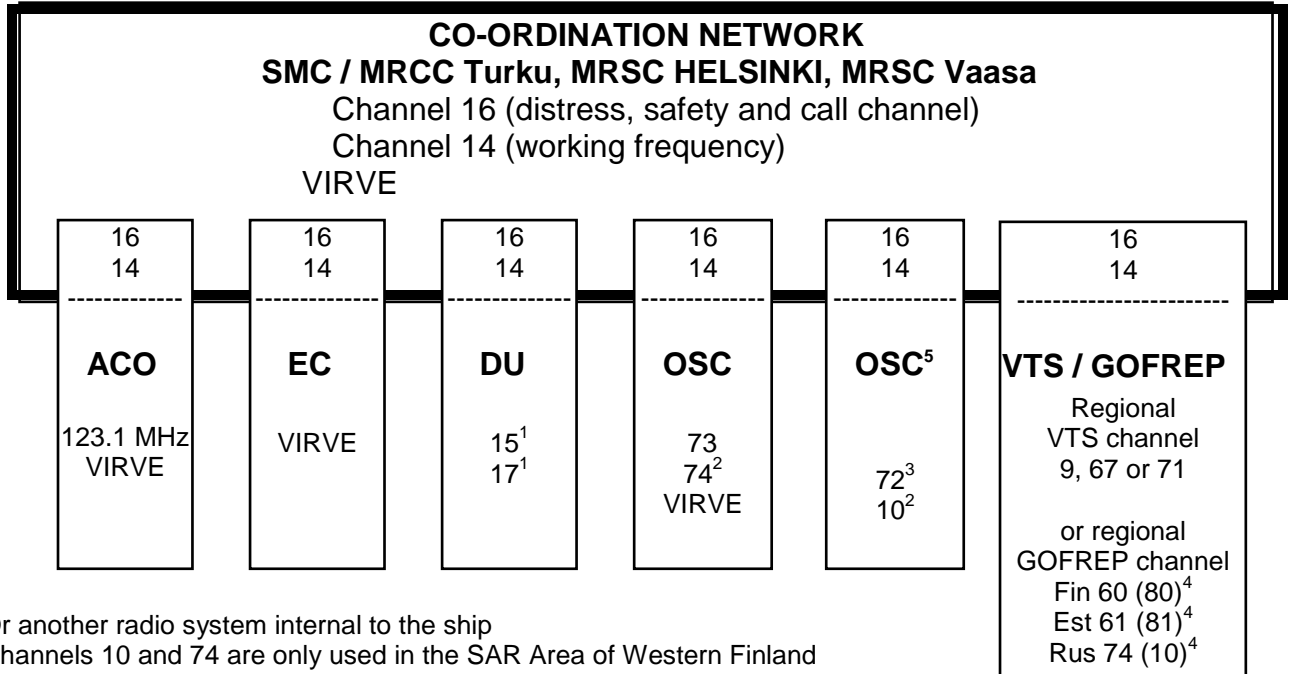 CO-ORDINATION NETWORK
SMC / MRCC Turku, MRSC HELSINKI, MRSC Vaasa
Channel 16 (distress, safety and call channel)
Channel 14 (working frequency)
VIRVE
16
14
-----------------
ACO
123.1 MHz
VIRVE
16
14
-----------------
EC
VIRVE
16
14
-----------------
DU
15¹
17¹
16
14
-----------------
OSC
73
74²
VIRVE
16
14
-----------------
OSC⁵
72³
10²
16
14
-----------------------
VTS / GOFREP
Regional
VTS channel
9, 67 or 71
or regional
GOFREP channel
Fin 60 (80)⁴
Est 61 (81)⁴
Rus 74 (10)⁴
another radio system internal to the ship
10 and 74 are only used in the SAR Area of Western Finland